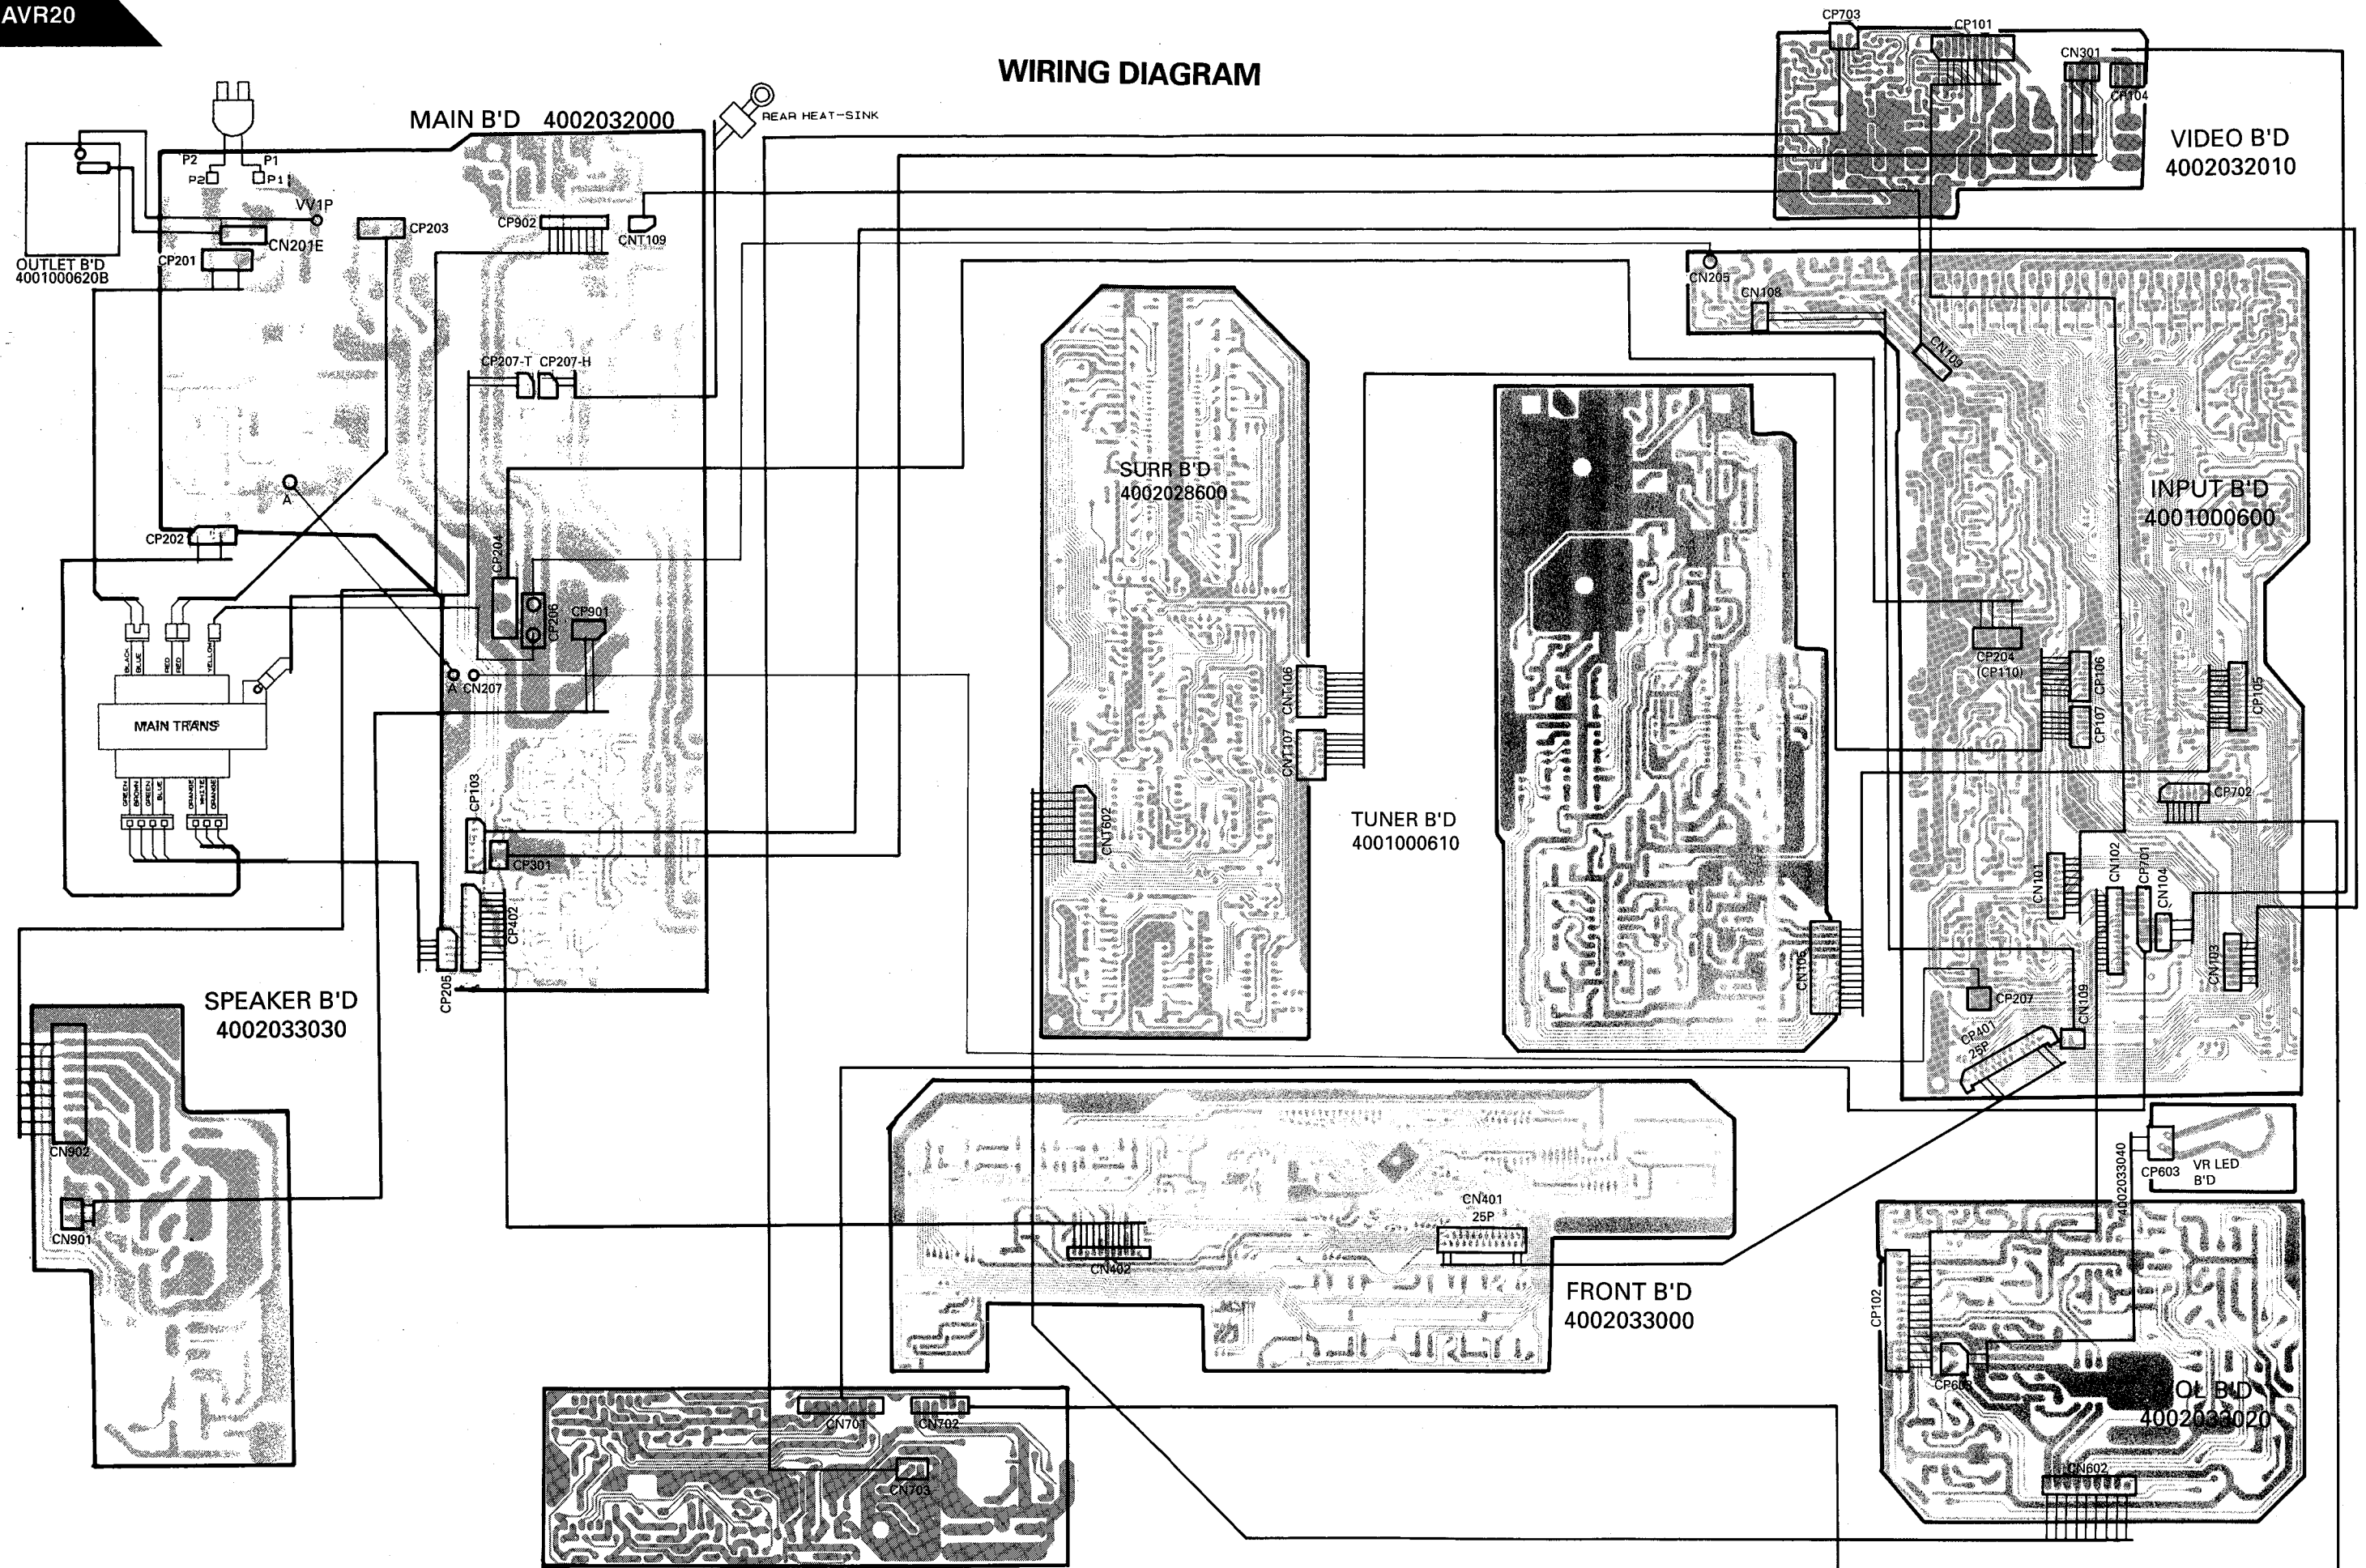 AVR20
WIRING DIAGRAM
MAIN B'D 4002032000
REAR HEAT-SINK
P2
P1
P2
P1
VV1P
CN201E
CP201
CP203
CP902
CNT109
OUTLET B'D
4001000620B
CP703
CP101
CN301
CP104
VIDEO B'D
4002032010
CN205
CN108
CN109
CP207-T
CP207-H
SURR B'D
4002028600
INPUT B'D
4001000600
A
CP202
CP204
CP206
CP901
A
CN207
BLACK
BLUE
RED
RED
YELLOW
MAIN TRANS
GREEN
BROWN
GREEN
BLUE
ORANGE
WHITE
ORANGE
CNT106
CNT107
CP204
(CP110)
CP106
CP107
CP105
CP702
CP103
CP301
CP402
CP205
CNT602
TUNER B'D
4001000610
CN105
CN101
CN102
CP701
CN104
CN103
CP207
CN109
CP401
25P
SPEAKER B'D
4002033030
CN902
CN901
CN401
25P
CN402
FRONT B'D
4002033000
4002033040
CP603
VR LED
B'D
CP102
CP603
OL B'D
4002033020
CN602
CN701
CN702
CN703